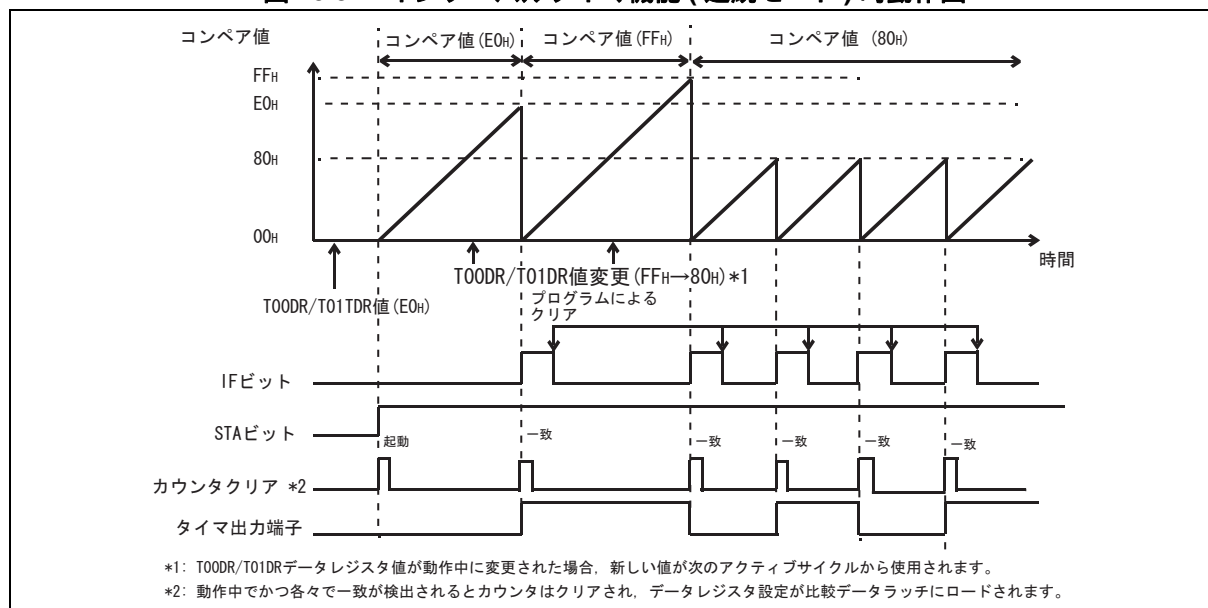 コンペア値
コンペア値(E0H)
コンペア値(FFH)
コンペア値 (80H)
FFH
E0H
80H
00H
時間
T00DR/T01TDR値(E0H)
T00DR/T01DR値変更(FFH→80H)*1
プログラムによる
クリア
IFビット
STAビット
起動
一致
一致
一致
一致
一致
カウンタクリア *2
タイマ出力端子
*1: T00DR/T01DRデータレジスタ値が動作中に変更された場合, 新しい値が次のアクティブサイクルから使用されます。
*2: 動作中でかつ各々で一致が検出されるとカウンタはクリアされ, データレジスタ設定が比較データラッチにロードされます。